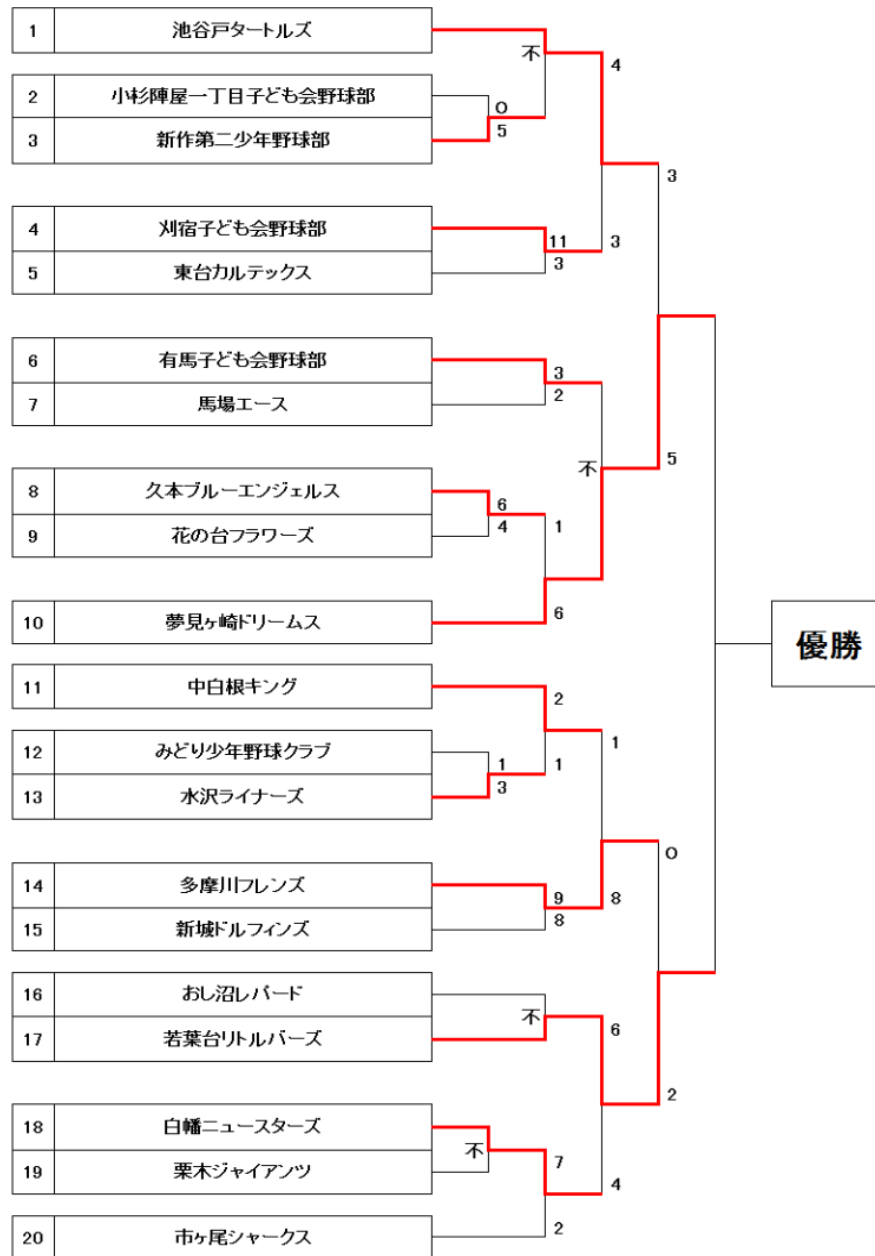 1 池谷戸タートルズ
不
4
2 小杉陣屋一丁目子ども会野球部
0
3 新作第二少年野球部
5
3
4 刈宿子ども会野球部
11
3
5 東台カルテックス
3
6 有馬子ども会野球部
3
7 馬場エース
2
不
5
8 久本ブルーエンジェルス
6
9 花の台フラワーズ
4
1
10 夢見ヶ崎ドリームス
6
優勝
11 中白根キング
2
1
12 みどり少年野球クラブ
1
1
13 水沢ライナーズ
3
0
14 多摩川フレンズ
9
8
15 新城ドルフィンズ
8
16 おし沼レパード
不
6
17 若葉台リトルバーズ
2
18 白幡ニュースターズ
不
7
19 栗木ジャイアンツ
4
20 市ヶ尾シャークス
2